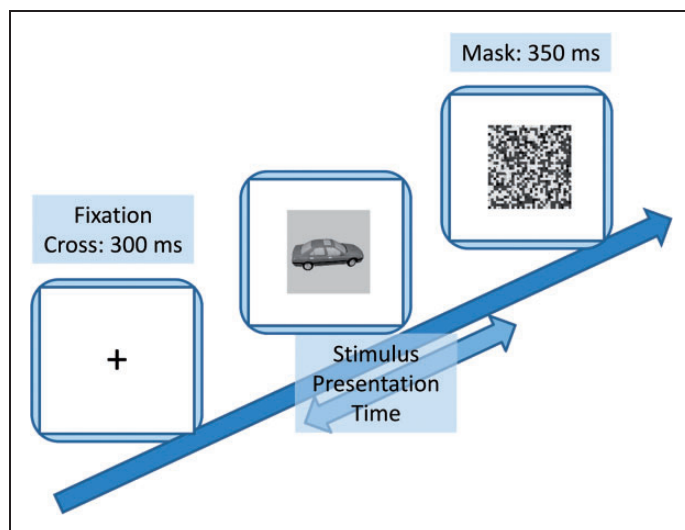 Mask: 350 ms
Fixation
Cross: 300 ms
+
Stimulus
Presentation
Time